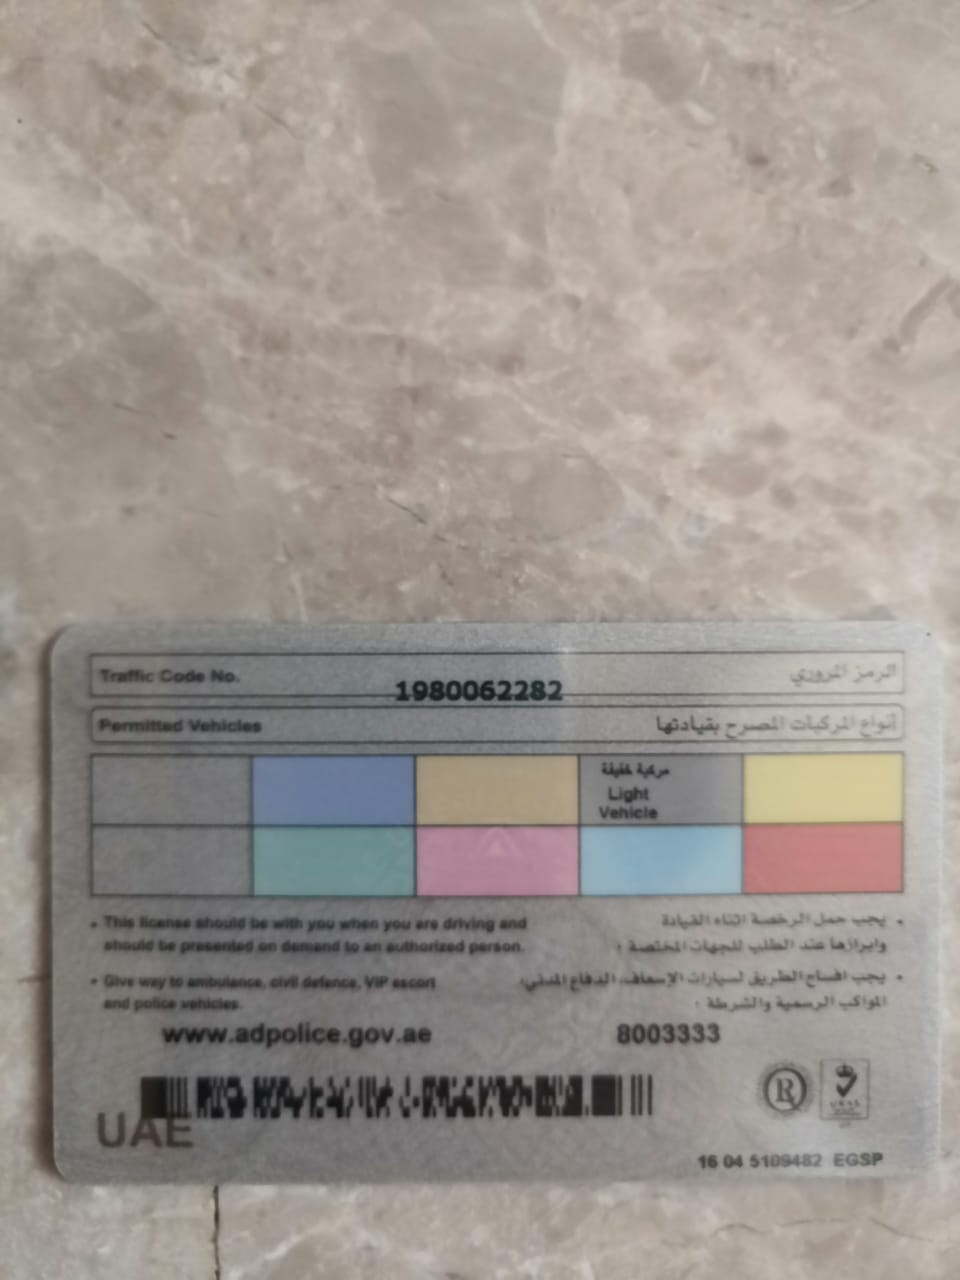 Traffic Code No. 1980062282 الرمز المروري
Permitted Vehicles أنواع المركبات المصرح بقيادتها
مركبة خفيفة
Light
Vehicle
• This license should be with you when you are driving and
should be presented on demand to an authorized person.
• يجب حمل الرخصة اثناء القيادة
وابرازها عند الطلب للجهات المختصة .
• Give way to ambulance, civil defence, VIP escort
and police vehicles.
• يجب افساح الطريق لسيارات الإسعاف، الدفاع المدني،
المواكب الرسمية والشرطة .
www.adpolice.gov.ae 8003333
UAE
R
UKAS
16 04 5109482 EGSP